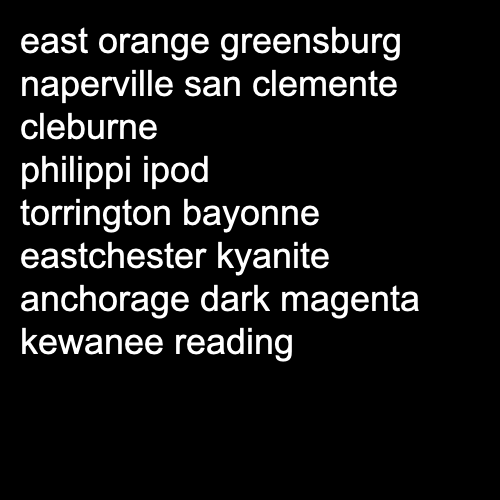 east orange greensburg
naperville san clemente
cleburne
philippi ipod
torrington bayonne
eastchester kyanite
anchorage dark magenta
kewanee reading